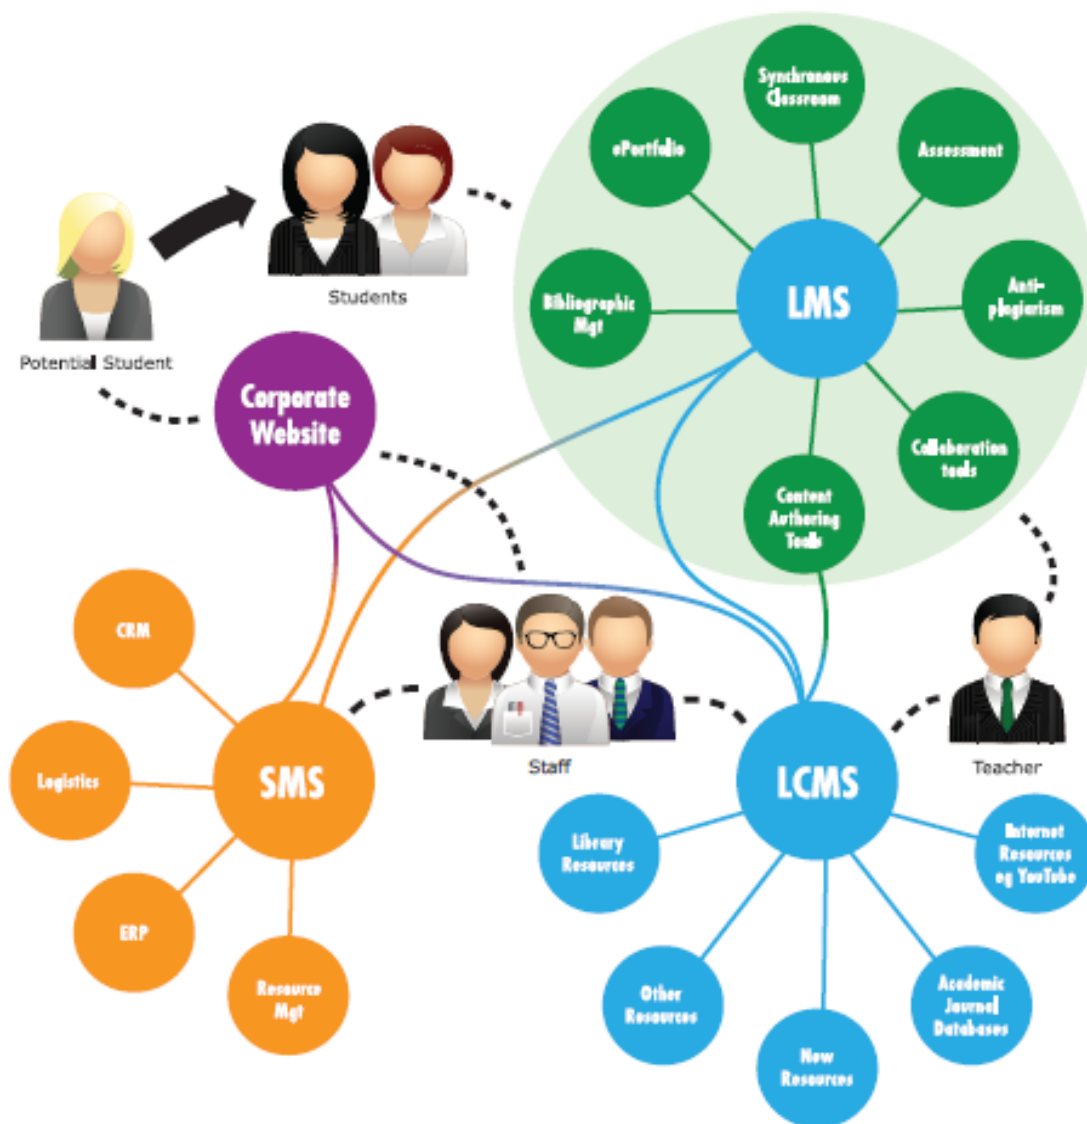 Synchronous
Classroom
ePortfolio
Assessment
LMS
Bibliographic
Mgt
Anti-
plagiarism
Collaboration
tools
Content
Authoring
Tools
Students
Potential Student
Corporate
Website
CRM
Logistics
SMS
ERP
Resource
Mgt
Staff
Teacher
LCMS
Library
Resources
Internet
Resources
eg YouTube
Other
Resources
Academic
Journal
Databases
New
Resources